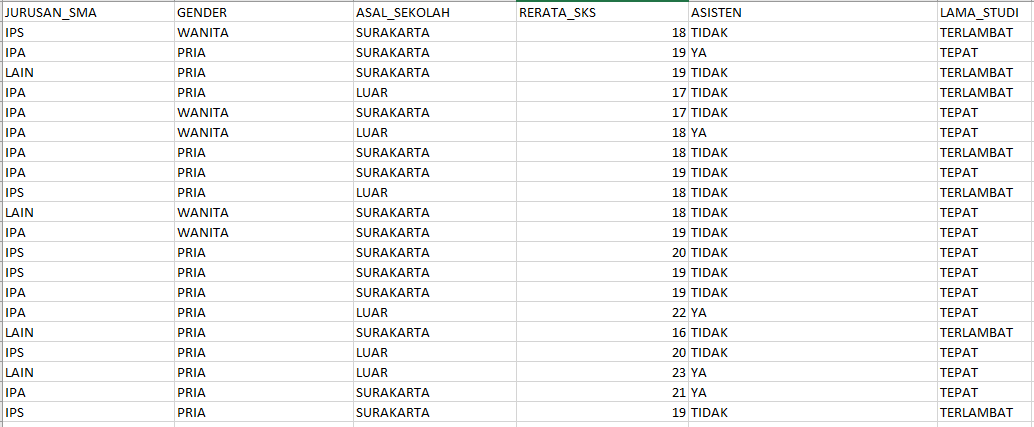 JURUSAN_SMA GENDER ASAL_SEKOLAH RERATA_SKS ASISTEN LAMA_STUDI
IPS WANITA SURAKARTA 18 TIDAK TERLAMBAT
IPA PRIA SURAKARTA 19 YA TEPAT
LAIN PRIA SURAKARTA 19 TIDAK TERLAMBAT
IPA PRIA LUAR 17 TIDAK TERLAMBAT
IPA WANITA SURAKARTA 17 TIDAK TEPAT
IPA WANITA LUAR 18 YA TEPAT
IPA PRIA SURAKARTA 18 TIDAK TERLAMBAT
IPA PRIA SURAKARTA 19 TIDAK TEPAT
IPS PRIA LUAR 18 TIDAK TERLAMBAT
LAIN WANITA SURAKARTA 18 TIDAK TEPAT
IPA WANITA SURAKARTA 19 TIDAK TEPAT
IPS PRIA SURAKARTA 20 TIDAK TEPAT
IPS PRIA SURAKARTA 19 TIDAK TEPAT
IPA PRIA SURAKARTA 19 TIDAK TEPAT
IPA PRIA LUAR 22 YA TEPAT
LAIN PRIA SURAKARTA 16 TIDAK TERLAMBAT
IPS PRIA LUAR 20 TIDAK TEPAT
LAIN PRIA LUAR 23 YA TEPAT
IPA PRIA SURAKARTA 21 YA TEPAT
IPS PRIA SURAKARTA 19 TIDAK TERLAMBAT